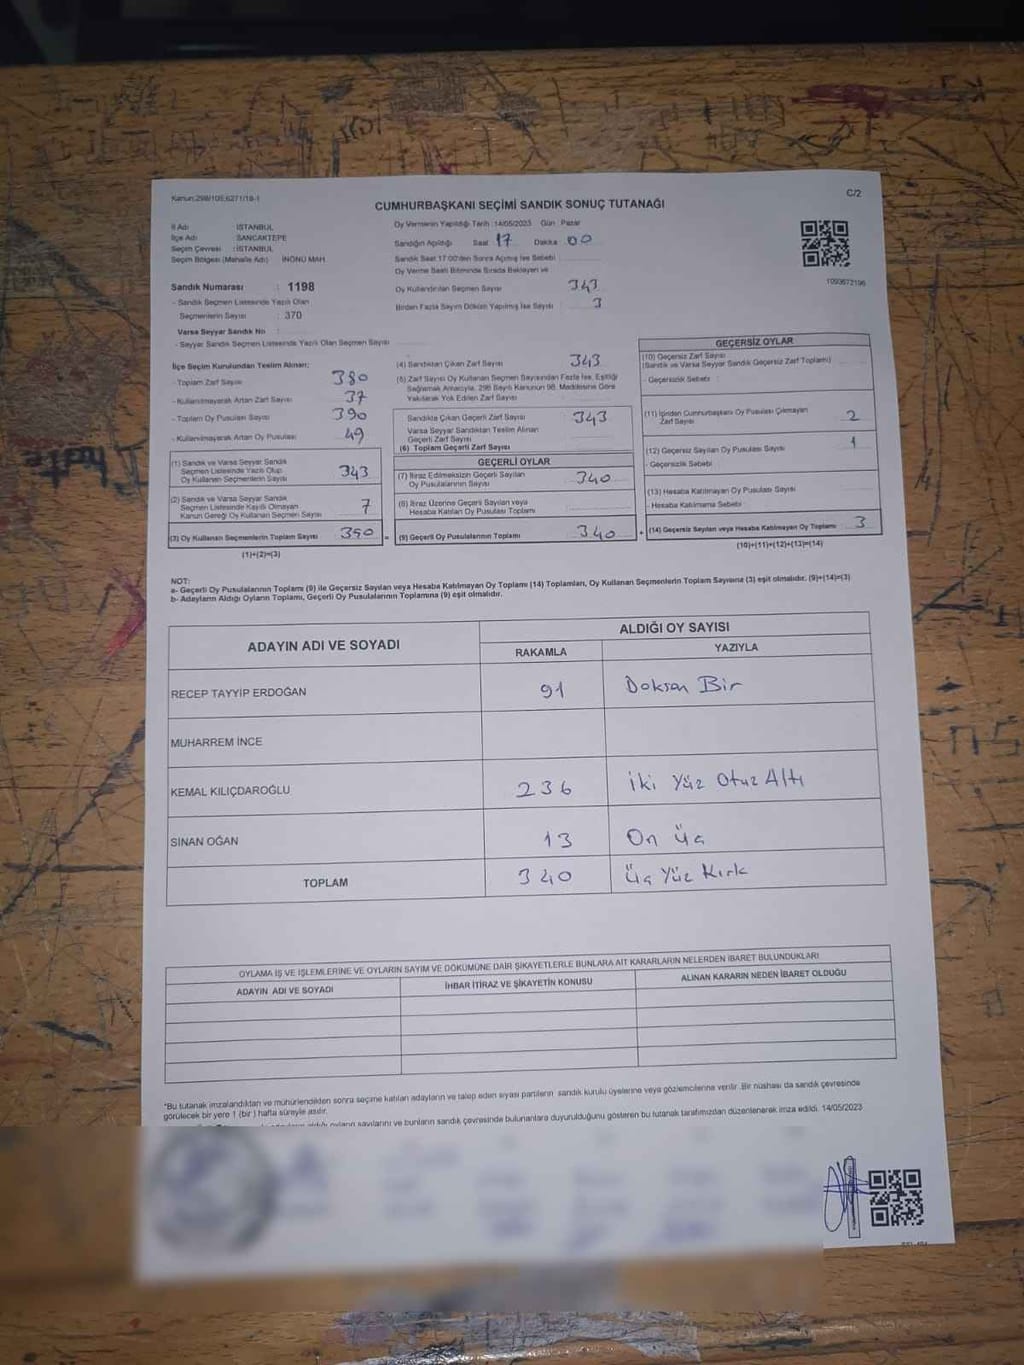 Kanun:298/105,6271/18-1
C/2
CUMHURBAŞKANI SEÇİMİ SANDIK SONUÇ TUTANAĞI
İl Adı İSTANBUL
İlçe Adı SANCAKTEPE
Seçim Çevresi : İSTANBUL
Seçim Bölgesi (Mahalle Adı) İNÖNÜ MAH.
Sandık Numarası : 1198
- Sandık Seçmen Listesinde Yazılı Olan
Seçmenlerin Sayısı : 370
Varsa Seyyar Sandık No
- Seyyar Sandık Seçmen Listesinde Yazılı Olan Seçmen Sayısı
Oy Vermenin Yapıldığı Tarih :14/05/2023 Gün : Pazar
Sandığın Açıldığı Saat 17 Dakika 00
Sandık Saat 17:00'den Sonra Açılmış İse Sebebi
Oy Verme Saati Bitiminde Sırada Bekleyen ve
Oy Kullandırılan Seçmen Sayısı 343
Birden Fazla Sayım Döküm Yapılmış İse Sayısı 3
1093672196
İlçe Seçim Kurulundan Teslim Alınan;
- Toplam Zarf Sayısı 380
- Kullanılmayarak Artan Zarf Sayısı 37
- Toplam Oy Pusulası Sayısı 390
- Kullanılmayarak Artan Oy Pusulası 49
(1) Sandık ve Varsa Seyyar Sandık
Seçmen Listesinde Yazılı Olup
Oy Kullanan Seçmenlerin Sayısı 343
(2) Sandık ve Varsa Seyyar Sandık
Seçmen Listesinde Kayıtlı Olmayan
Kanun Gereği Oy Kullanan Seçmen Sayısı 7
(3) Oy Kullanan Seçmenlerin Toplam Sayısı 350
(1)+(2)=(3)
(4) Sandıktan Çıkan Zarf Sayısı 343
(5) Zarf Sayısı Oy Kullanan Seçmen Sayısından Fazla İse, Eşitliği
Sağlamak Amacıyla, 298 Sayılı Kanunun 98. Maddesine Göre
Yakılarak Yok Edilen Zarf Sayısı
Sandıkta Çıkan Geçerli Zarf Sayısı 343
Varsa Seyyar Sandıktan Teslim Alınan
Geçerli Zarf Sayısı
(6) Toplam Geçerli Zarf Sayısı
GEÇERLİ OYLAR
(7) İtiraz Edilmeksizin Geçerli Sayılan
Oy Pusulalarının Sayısı 340
(8) İtiraz Üzerine Geçerli Sayılan veya
Hesaba Katılan Oy Pusulası Toplamı
(9) Geçerli Oy Pusulalarının Toplamı 340
GEÇERSİZ OYLAR
(10) Geçersiz Zarf Sayısı
(Sandık ve Varsa Seyyar Sandık Geçersiz Zarf Toplamı)
- Geçersizlik Sebebi
(11) İçinden Cumhurbaşkanı Oy Pusulası Çıkmayan
Zarf Sayısı 2
(12) Geçersiz Sayılan Oy Pusulası Sayısı 1
- Geçersizlik Sebebi
(13) Hesaba Katılmayan Oy Pusulası Sayısı
- Hesaba Katılmama Sebebi
(14) Geçersiz Sayılan veya Hesaba Katılmayan Oy Toplamı 3
(10)+(11)+(12)+(13)=(14)
NOT:
a- Geçerli Oy Pusulalarının Toplamı (9) ile Geçersiz Sayılan veya Hesaba Katılmayan Oy Toplamı (14) Toplamları, Oy Kullanan Seçmenlerin Toplam Sayısına (3) eşit olmalıdır. (9)+(14)=(3)
b- Adayların Aldığı Oyların Toplamı, Geçerli Oy Pusulalarının Toplamına (9) eşit olmalıdır.
ADAYIN ADI VE SOYADI
ALDIĞI OY SAYISI
RAKAMLA YAZIYLA
RECEP TAYYİP ERDOĞAN 91 Doksan Bir
MUHARREM İNCE
KEMAL KILIÇDAROĞLU 236 İki Yüz Otuz Altı
SİNAN OĞAN 13 On üç
TOPLAM 340 Üç Yüz Kırk
OYLAMA İŞ VE İŞLEMLERİNE VE OYLARIN SAYIM VE DÖKÜMÜNE DAİR ŞİKAYETLERLE BUNLARA AİT KARARLARIN NELERDEN İBARET BULUNDUKLARI
ADAYIN ADI VE SOYADI İHBAR İTİRAZ VE ŞİKAYETİN KONUSU ALINAN KARARIN NEDEN İBARET OLDUĞU
*Bu tutanak imzalandıktan ve mühürlendikten sonra seçime katılan adayların ve talep eden siyasi partilerin sandık kurulu üyelerine veya gözlemcilerine verilir. Bir nüshası da sandık çevresinde
görülecek bir yere 1 (bir) hafta süreyle asılır.
aldığı oyların sayılarını ve bunların sandık çevresinde bulunanlara duyurulduğunu gösteren bu tutanak tarafımızdan düzenlenerek imza edildi. 14/05/2023